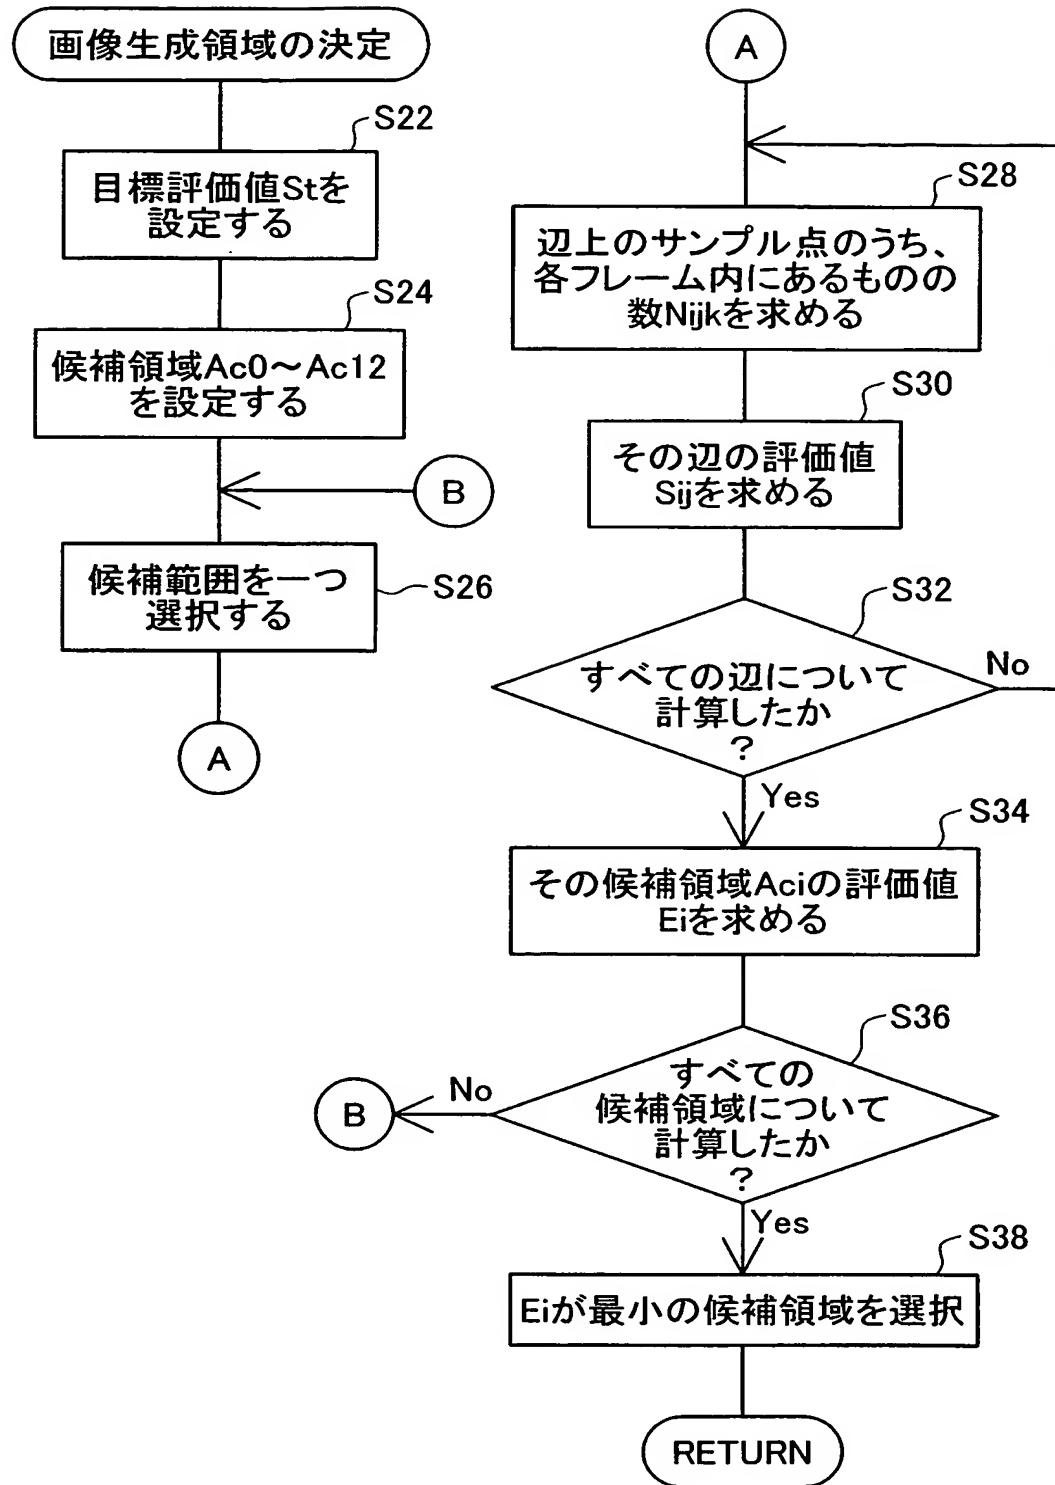 画像生成領域の決定
S22
目標評価値Stを
設定する
S24
候補領域Ac0～Ac12
を設定する
B
候補範囲を一つ
選択する
S26
A
A
S28
辺上のサンプル点のうち、
各フレーム内にあるものの
数Nijkを求める
S30
その辺の評価値
Sijを求める
S32
すべての辺について
計算したか
？
No
Yes
S34
その候補領域Aciの評価値
Eiを求める
S36
すべての
候補領域について
計算したか
？
No
B
Yes
S38
Eiが最小の候補領域を選択
RETURN